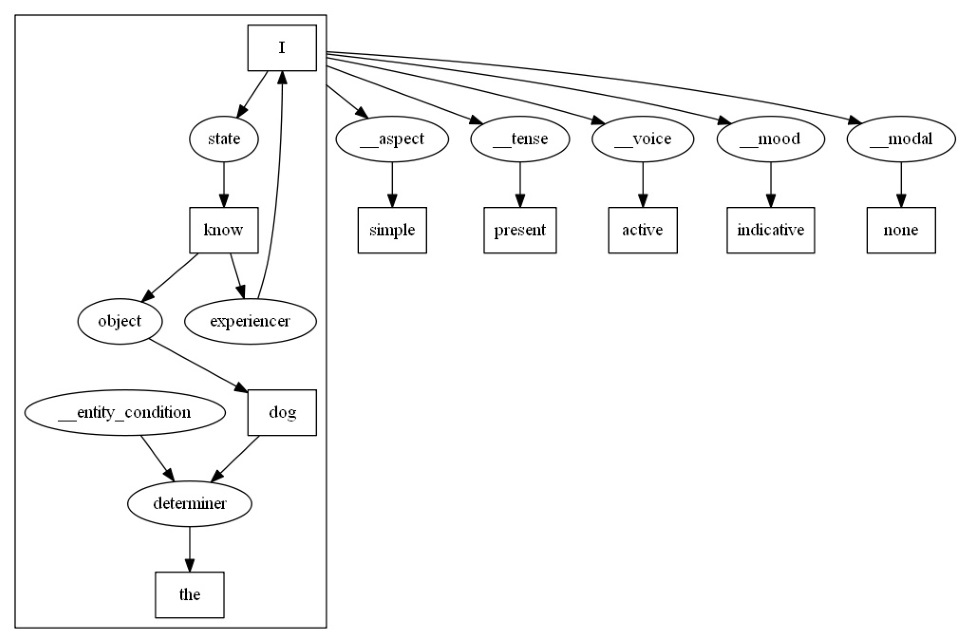 I
state
__aspect
__tense
__voice
__mood
__modal
know
simple
present
active
indicative
none
object
experiencer
__entity_condition
dog
determiner
the